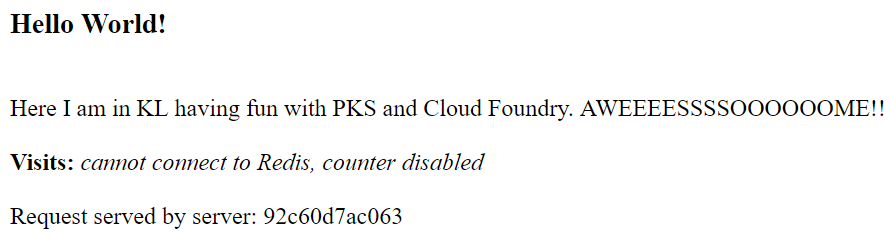 Hello World!
Here I am in KL having fun with PKS and Cloud Foundry. AWEEEESSSSOOOOOOME!!
Visits: cannot connect to Redis, counter disabled
Request served by server: 92c60d7ac063